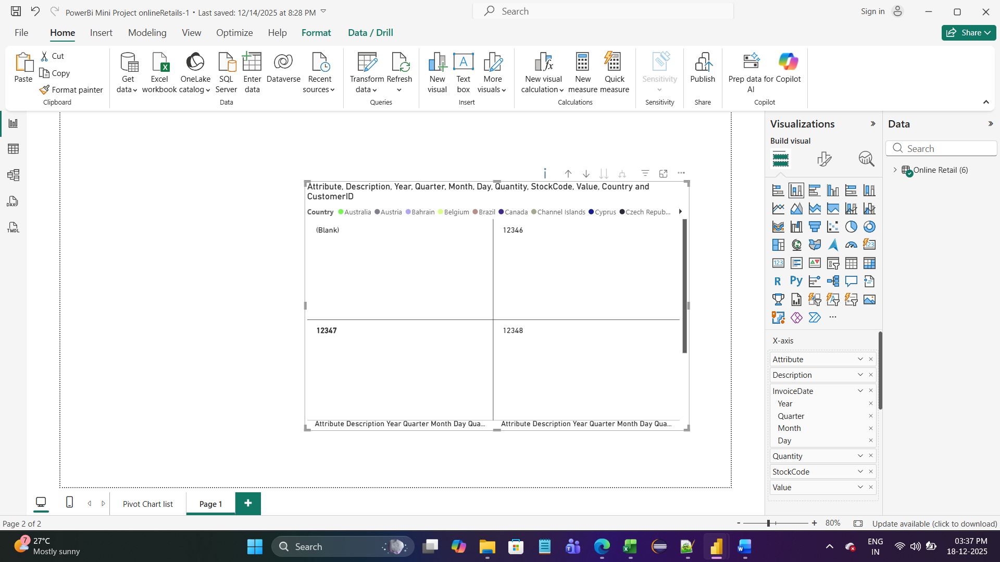 PowerBi Mini Project onlineRetails-1 • Last saved: 12/14/2025 at 8:28 PM
Search
Sign in
File
Home
Insert
Modeling
View
Optimize
Help
Format
Data / Drill
Share
Paste
Cut
Copy
Format painter
Clipboard
Get data
Excel workbook
OneLake catalog
SQL Server
Enter data
Dataverse
Recent sources
Data
Transform data
Refresh
Queries
New visual
A
Text box
More visuals
Insert
New visual calculation
New measure
Quick measure
Calculations
Sensitivity
Sensitivity
Publish
Share
Prep data for AI
Copilot
Copilot
DAX
TMDL
Attribute, Description, Year, Quarter, Month, Day, Quantity, StockCode, Value, Country and
CustomerID
Country Australia Austria Bahrain Belgium Brazil Canada Channel Islands Cyprus Czech Repub...
(Blank)
12346
12347
12348
Attribute Description Year Quarter Month Day Qua...
Attribute Description Year Quarter Month Day Qua...
Visualizations
Build visual
123
123
R
Py
X-axis
Attribute
Description
InvoiceDate
Year
Quarter
Month
Day
Quantity
StockCode
Value
Data
Search
Online Retail (6)
Pivot Chart list
Page 1
Page 2 of 2
80%
Update available (click to download)
7
27°C
Mostly sunny
Search
ENG
IN
03:37 PM
18-12-2025